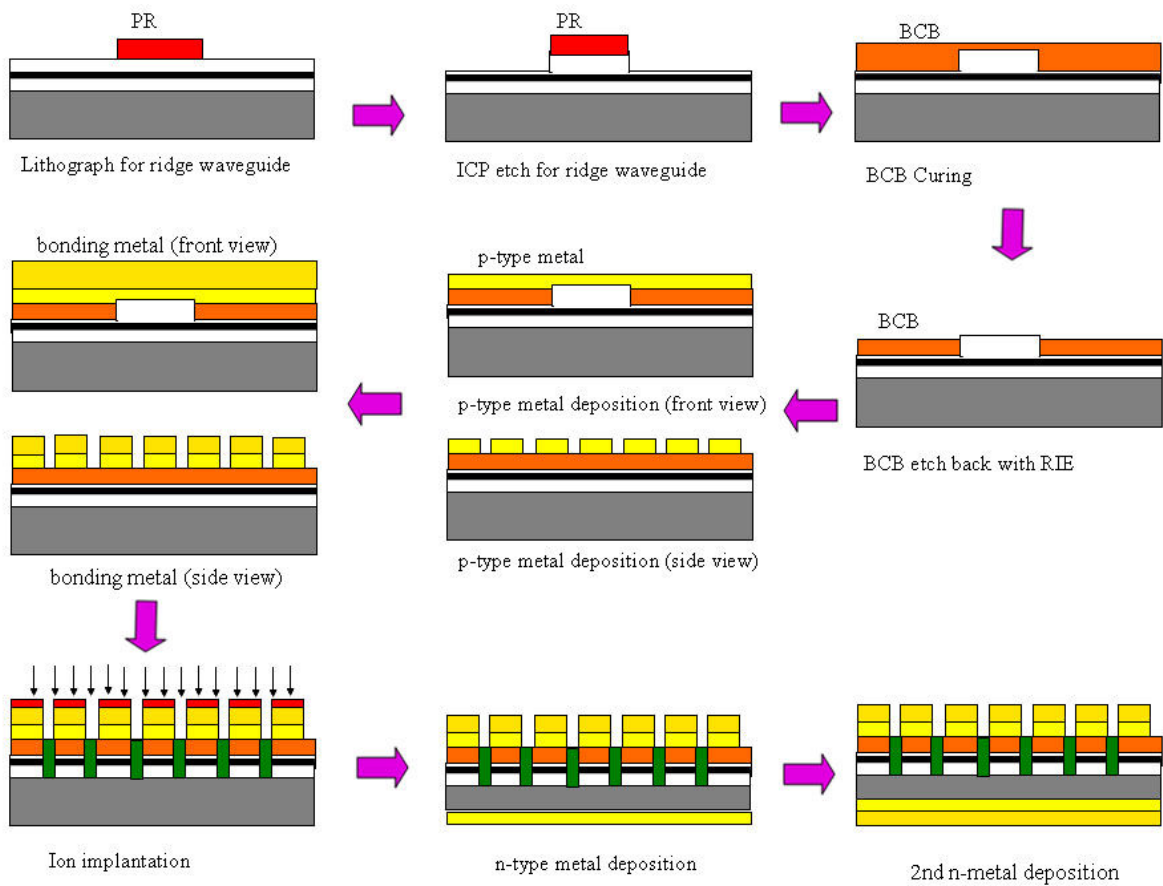 PR
Lithograph for ridge waveguide
PR
ICP etch for ridge waveguide
BCB
BCB Curing
BCB
BCB etch back with RIE
p-type metal
p-type metal deposition (front view)
p-type metal deposition (side view)
bonding metal (front view)
bonding metal (side view)
Ion implantation
n-type metal deposition
2nd n-metal deposition